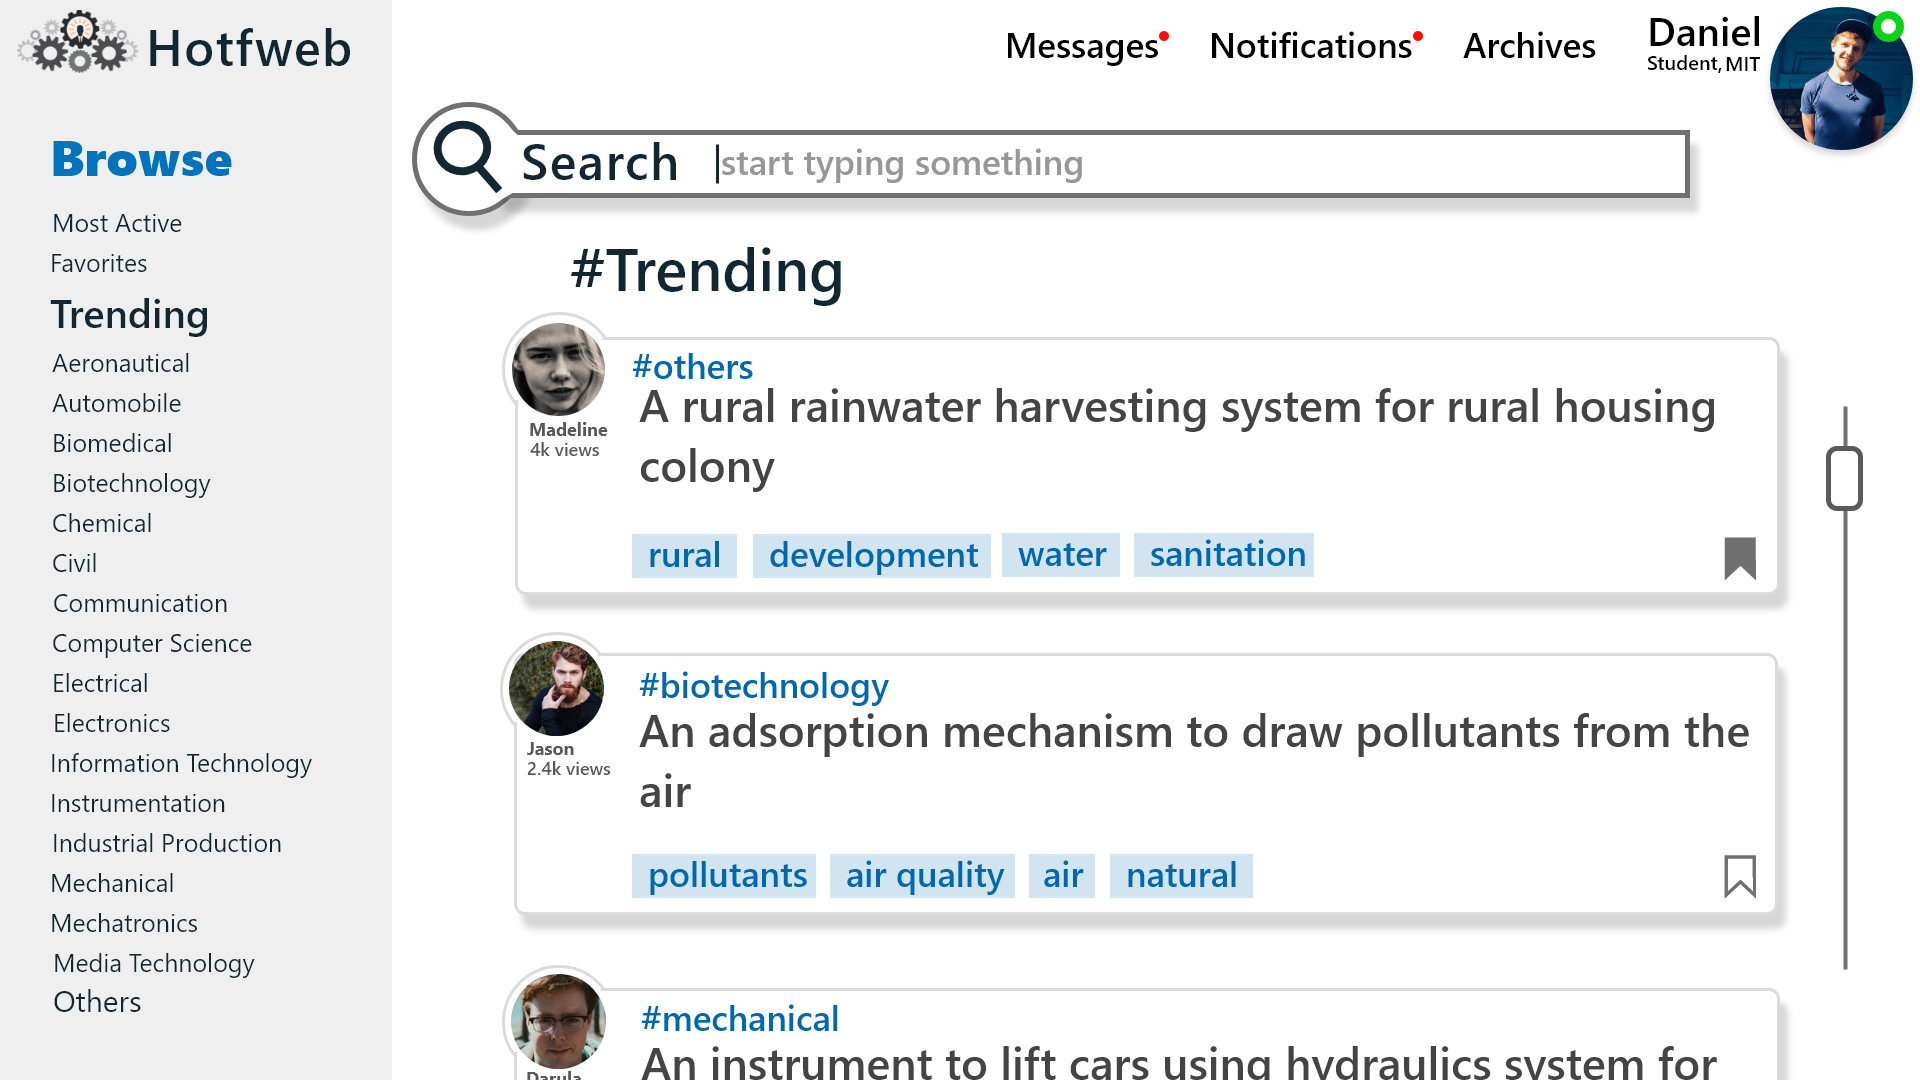 Hotfweb
Messages
Notifications
Archives
Daniel
Student, MIT
Search
start typing something
Browse
Most Active
Favorites
Trending
Aeronautical
Automobile
Biomedical
Biotechnology
Chemical
Civil
Communication
Computer Science
Electrical
Electronics
Information Technology
Instrumentation
Industrial Production
Mechanical
Mechatronics
Media Technology
Others
#Trending
Madeline
4k views
#others
A rural rainwater harvesting system for rural housing
colony
rural development water sanitation
Jason
2.4k views
#biotechnology
An adsorption mechanism to draw pollutants from the
air
pollutants air quality air natural
Darula
#mechanical
An instrument to lift cars using hydraulics system for